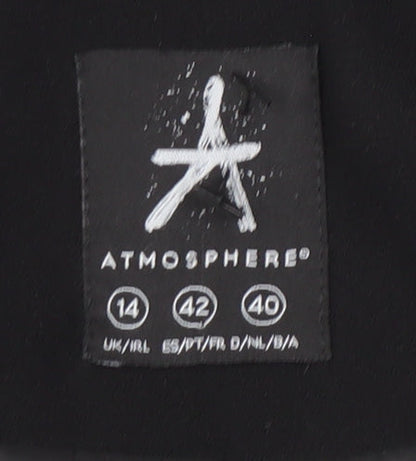 A
ATMOSPHERE®
14 42 40
UK/IRL ES/PT/FR D/NL/B/A